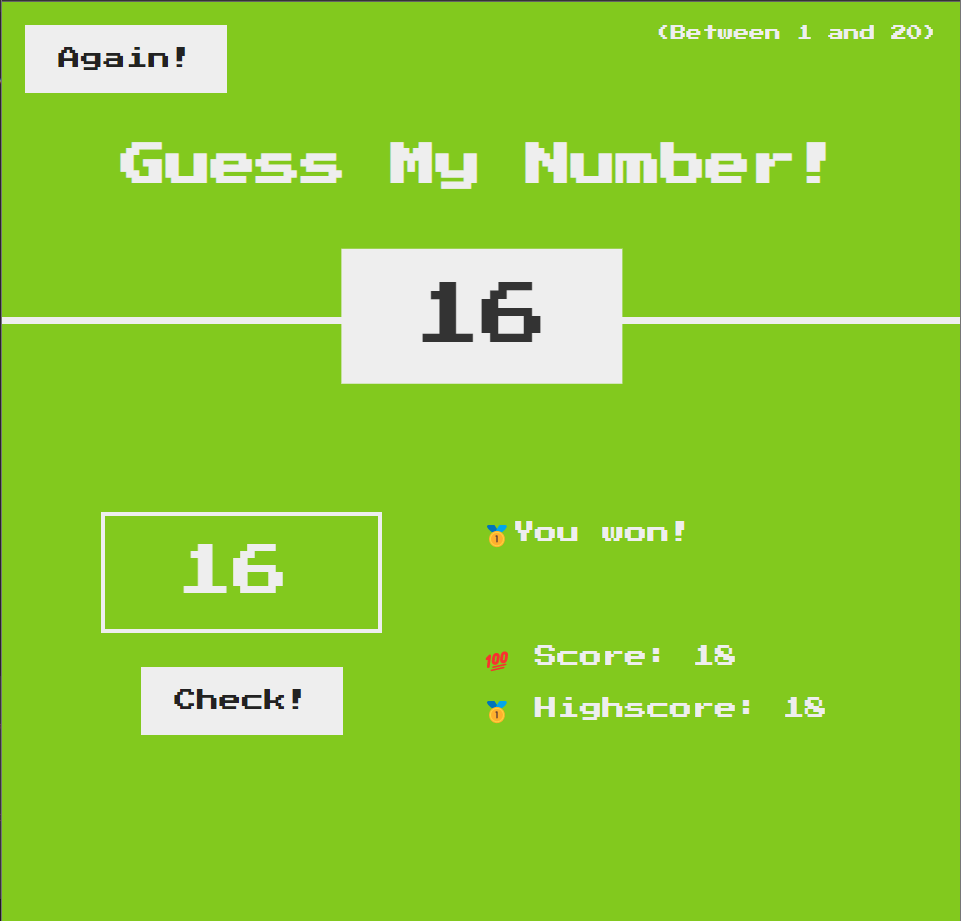 Again!
(Between 1 and 20)
Guess My Number!
16
16
🥇You won!
Check!
💯 Score: 18
🥇 Highscore: 18